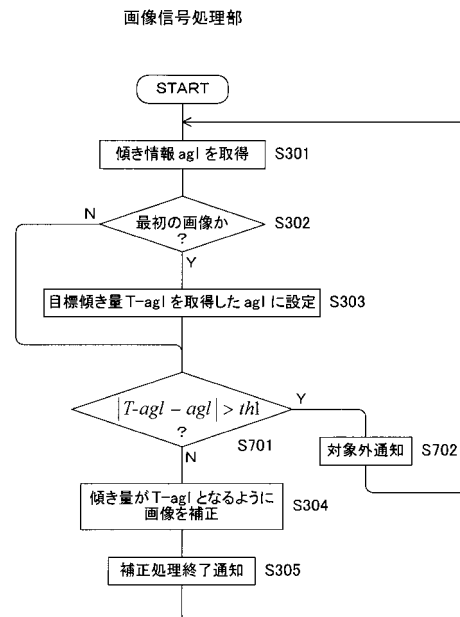 画像信号処理部
START
傾き情報 agl を取得 S301
N 最初の画像か S302
?
Y
目標傾き量 T-agl を取得した agl に設定 S303
|T-agl − agl| > th1 Y
?
S701
N 対象外通知 S702
傾き量が T-agl となるように
画像を補正 S304
補正処理終了通知 S305